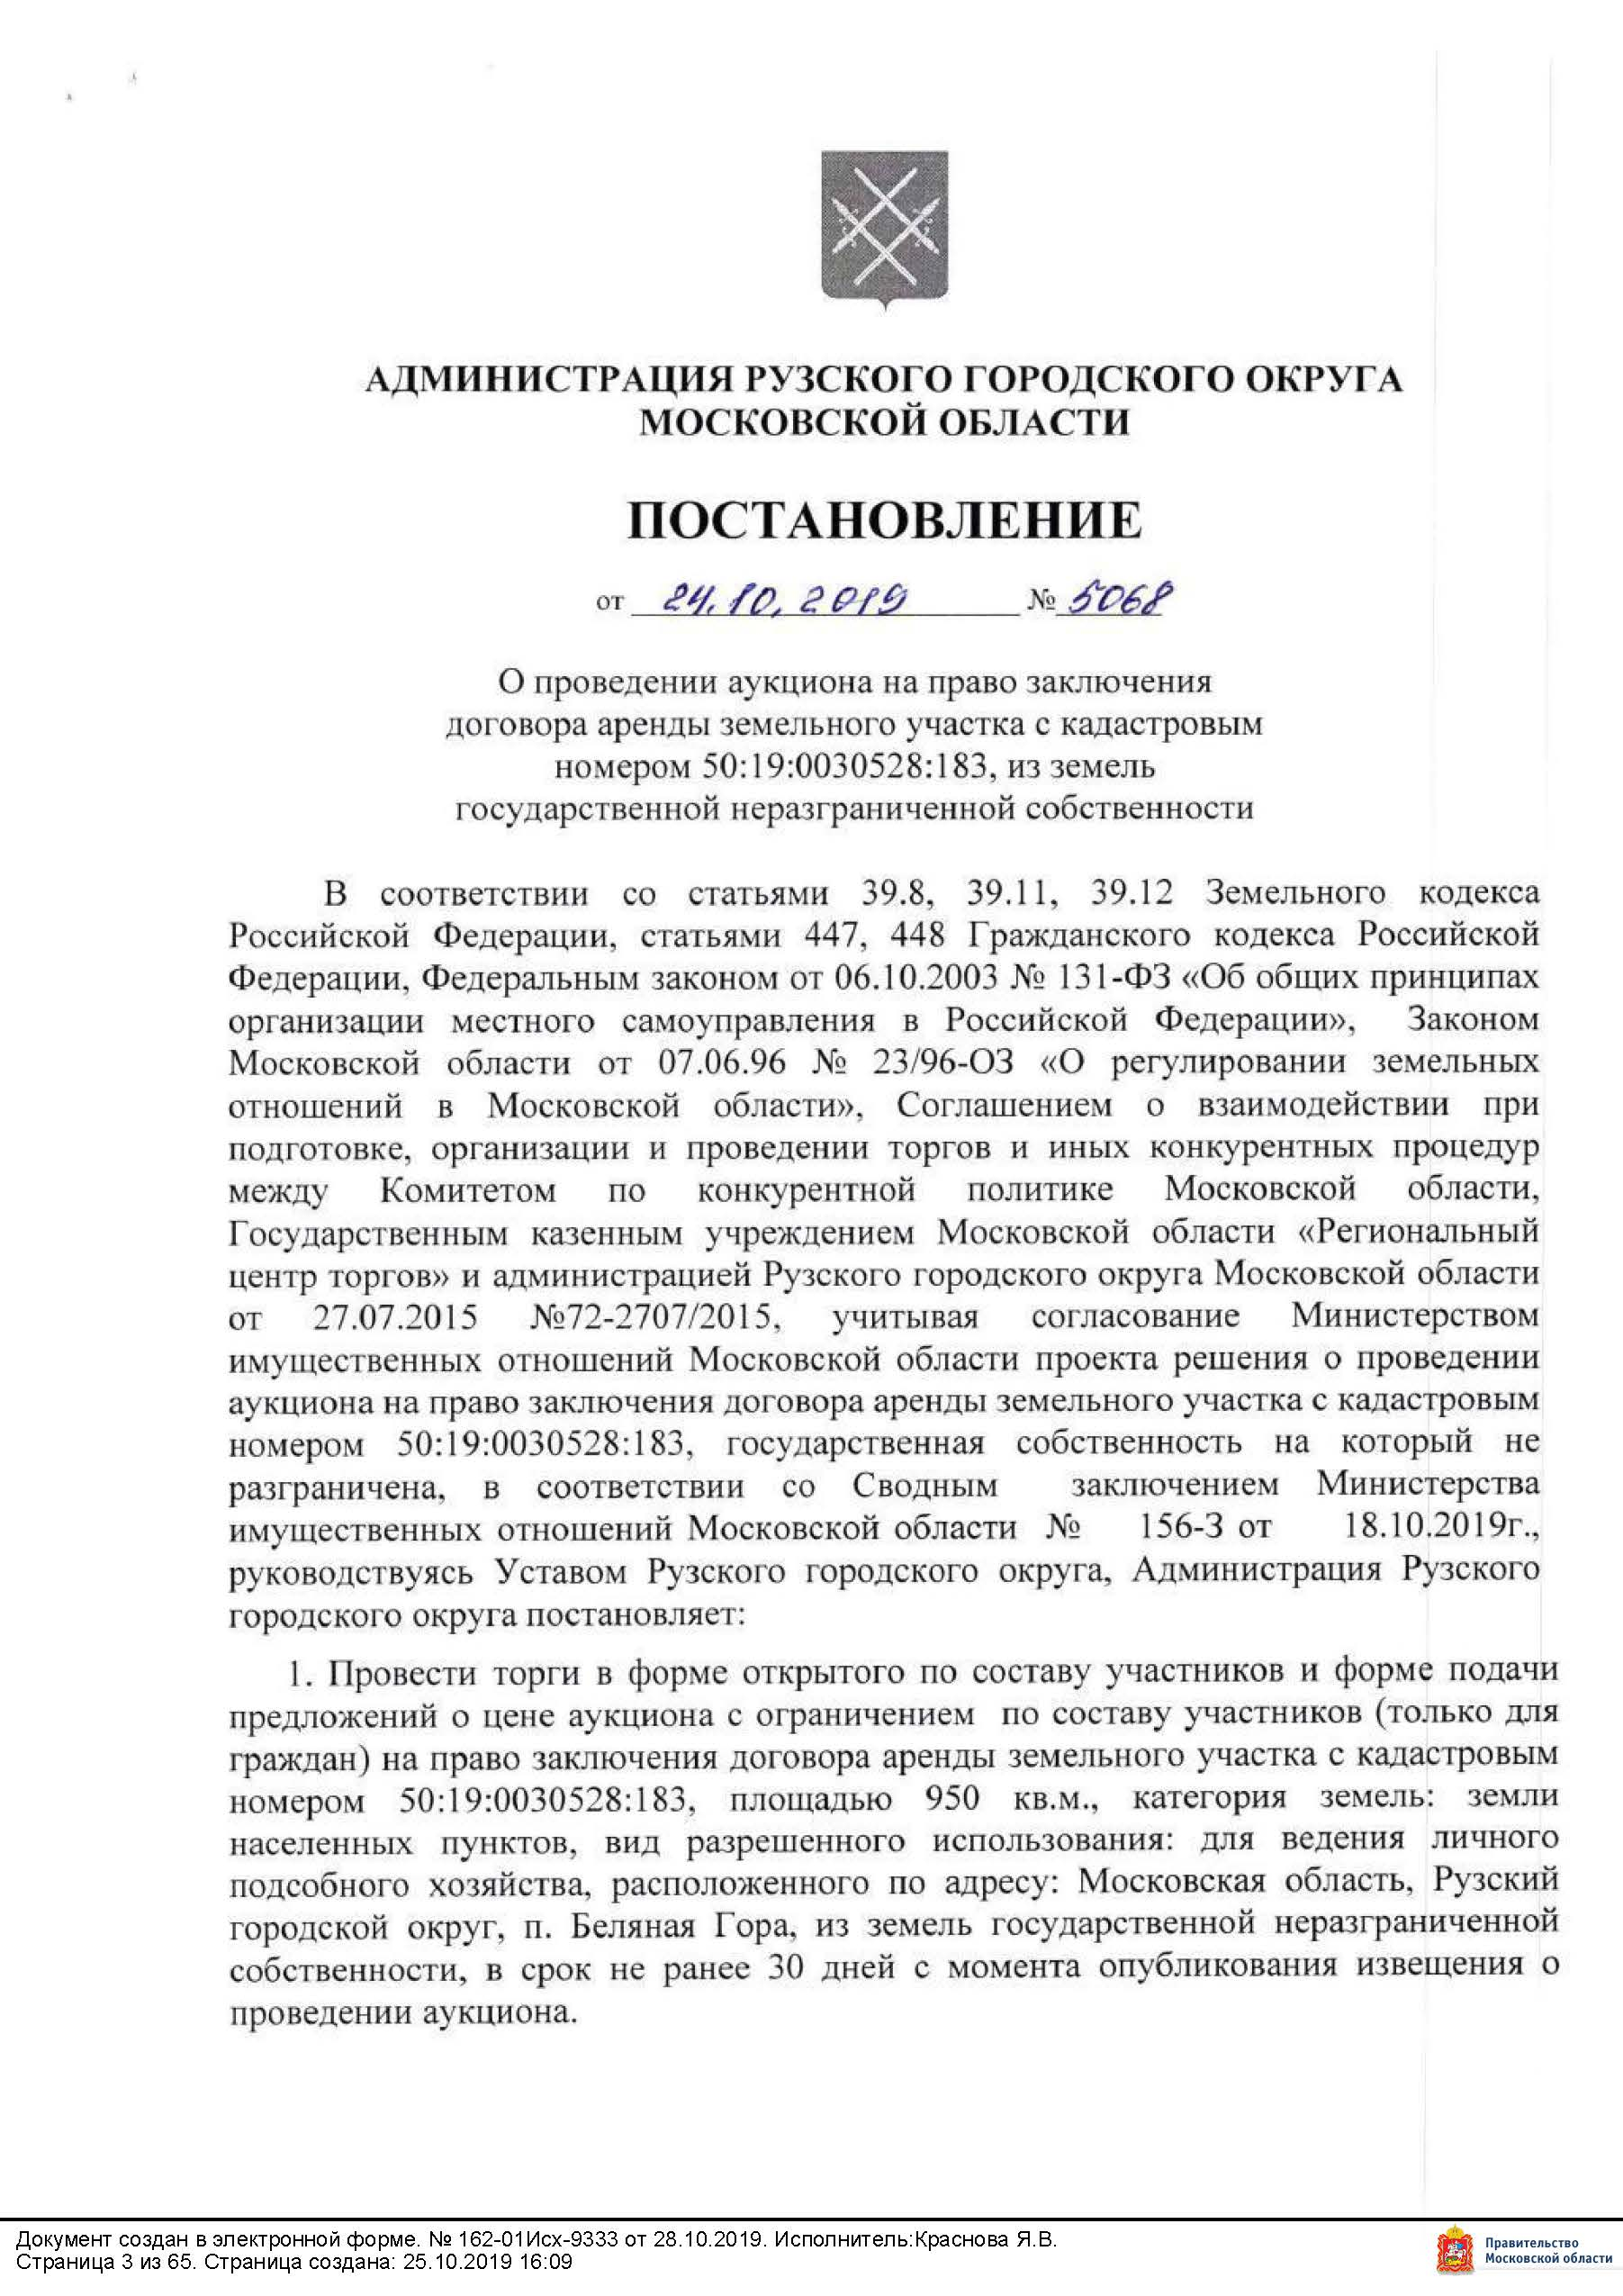 АДМИНИСТРАЦИЯ РУЗСКОГО ГОРОДСКОГО ОКРУГА
МОСКОВСКОЙ ОБЛАСТИ
ПОСТАНОВЛЕНИЕ
от 24.10.2019 № 5068
О проведении аукциона на право заключения
договора аренды земельного участка с кадастровым
номером 50:19:0030528:183, из земель
государственной неразграниченной собственности
В соответствии со статьями 39.8, 39.11, 39.12 Земельного кодекса
Российской Федерации, статьями 447, 448 Гражданского кодекса Российской
Федерации, Федеральным законом от 06.10.2003 № 131-ФЗ «Об общих принципах
организации местного самоуправления в Российской Федерации», Законом
Московской области от 07.06.96 № 23/96-ОЗ «О регулировании земельных
отношений в Московской области», Соглашением о взаимодействии при
подготовке, организации и проведении торгов и иных конкурентных процедур
между Комитетом по конкурентной политике Московской области,
Государственным казенным учреждением Московской области «Региональный
центр торгов» и администрацией Рузского городского округа Московской области
от 27.07.2015 №72-2707/2015, учитывая согласование Министерством
имущественных отношений Московской области проекта решения о проведении
аукциона на право заключения договора аренды земельного участка с кадастровым
номером 50:19:0030528:183, государственная собственность на который не
разграничена, в соответствии со Сводным заключением Министерства
имущественных отношений Московской области № 156-З от 18.10.2019г.,
руководствуясь Уставом Рузского городского округа, Администрация Рузского
городского округа постановляет:
1. Провести торги в форме открытого по составу участников и форме подачи
предложений о цене аукциона с ограничением по составу участников (только для
граждан) на право заключения договора аренды земельного участка с кадастровым
номером 50:19:0030528:183, площадью 950 кв.м., категория земель: земли
населенных пунктов, вид разрешенного использования: для ведения личного
подсобного хозяйства, расположенного по адресу: Московская область, Рузский
городской округ, п. Беляная Гора, из земель государственной неразграниченной
собственности, в срок не ранее 30 дней с момента опубликования извещения о
проведении аукциона.
Документ создан в электронной форме. № 162-01Исх-9333 от 28.10.2019. Исполнитель:Краснова Я.В.
Страница 3 из 65. Страница создана: 25.10.2019 16:09
Правительство
Московской области